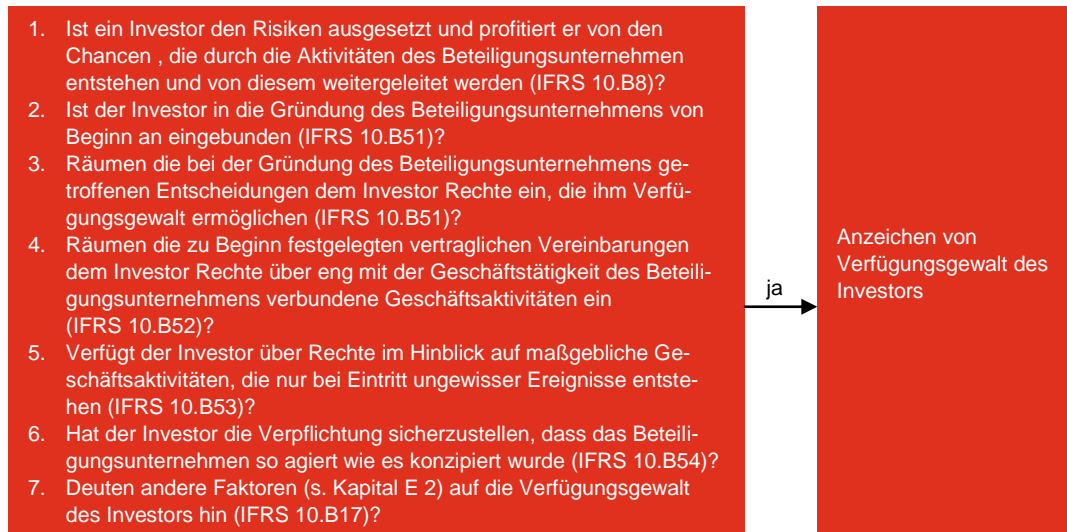 1. Ist ein Investor den Risiken ausgesetzt und profitiert er von den
Chancen , die durch die Aktivitäten des Beteiligungsunternehmen
entstehen und von diesem weitergeleitet werden (IFRS 10.B8)?
2. Ist der Investor in die Gründung des Beteiligungsunternehmens von
Beginn an eingebunden (IFRS 10.B51)?
3. Räumen die bei der Gründung des Beteiligungsunternehmens ge-
troffenen Entscheidungen dem Investor Rechte ein, die ihm Verfü-
gungsgewalt ermöglichen (IFRS 10.B51)?
4. Räumen die zu Beginn festgelegten vertraglichen Vereinbarungen
dem Investor Rechte über eng mit der Geschäftstätigkeit des Beteili-
gungsunternehmens verbundene Geschäftsaktivitäten ein
(IFRS 10.B52)?
5. Verfügt der Investor über Rechte im Hinblick auf maßgebliche Ge-
schäftsaktivitäten, die nur bei Eintritt ungewisser Ereignisse entste-
hen (IFRS 10.B53)?
6. Hat der Investor die Verpflichtung sicherzustellen, dass das Beteili-
gungsunternehmen so agiert wie es konzipiert wurde (IFRS 10.B54)?
7. Deuten andere Faktoren (s. Kapital E 2) auf die Verfügungsgewalt
des Investors hin (IFRS 10.B17)?
ja
Anzeichen von
Verfügungsgewalt des
Investors